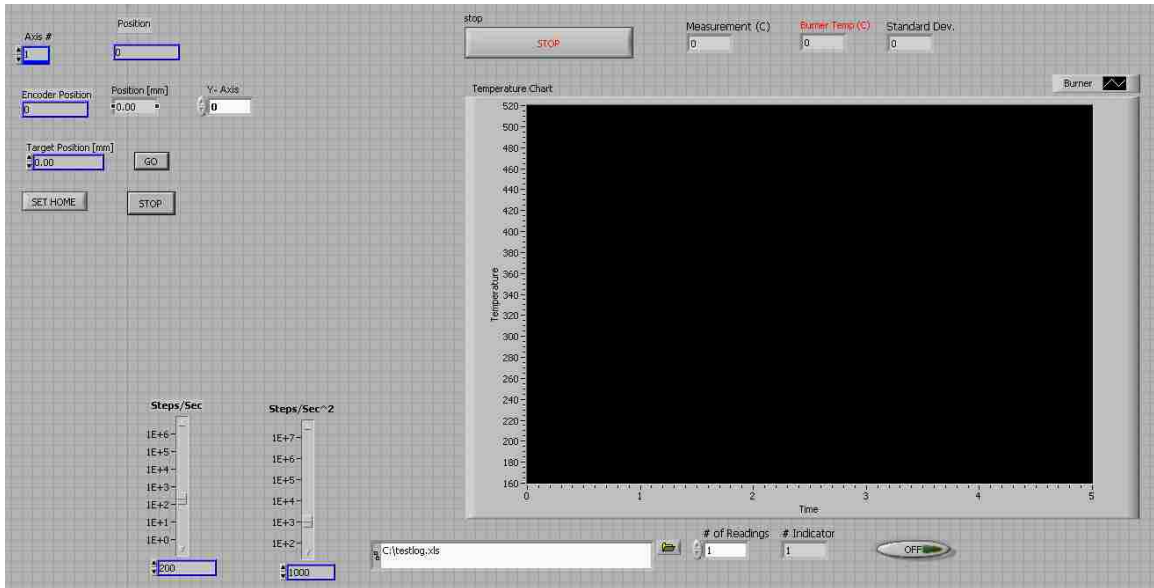 Axis #
1
Position
0
Encoder Position
0
Position [mm]
0.00
Y- Axis
0
Target Position [mm]
0.00
GO
SET HOME
STOP
Steps/Sec
1E+6
1E+5
1E+4
1E+3
1E+2
1E+1
1E+0
200
Steps/Sec^2
1E+7
1E+6
1E+5
1E+4
1E+3
1E+2
1000
stop
STOP
Measurement (C)
0
Burner Temp (C)
0
Standard Dev.
0
Temperature Chart
Burner
Temperature
520
500
480
460
440
420
400
380
360
340
320
300
280
260
240
220
200
180
160
0 1 2 3 4 5
Time
C:\testlog.xls
# of Readings
1
# Indicator
1
OFF